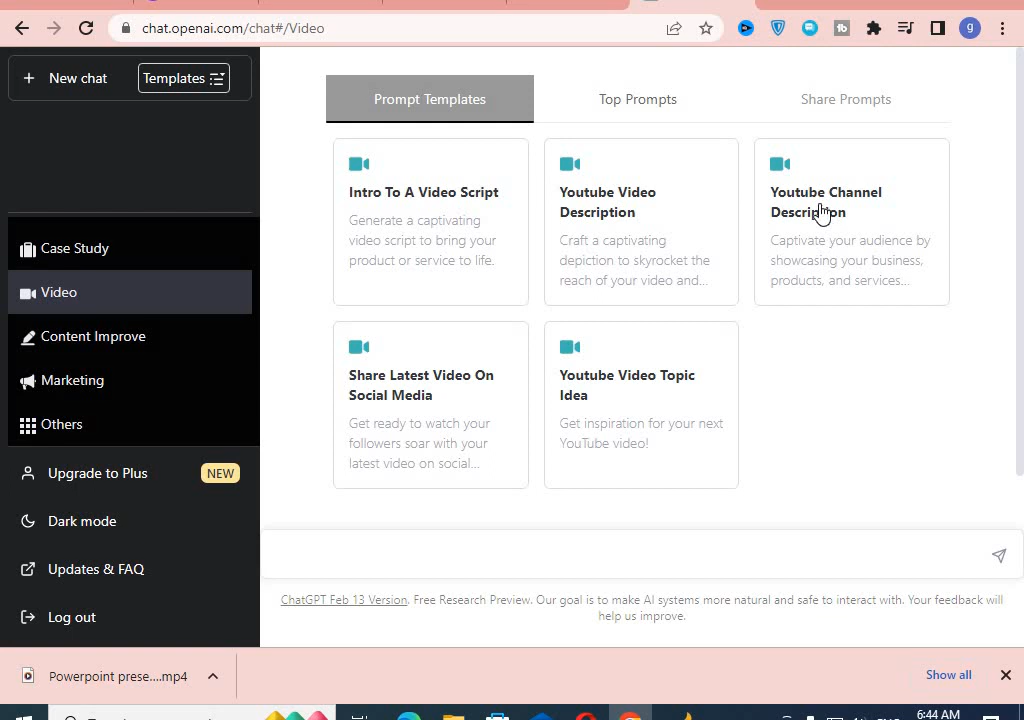 chat.openai.com/chat#/Video
g
New chat
Templates
Prompt Templates
Top Prompts
Share Prompts
Intro To A Video Script
Generate a captivating
video script to bring your
product or service to life.
Youtube Video
Description
Craft a captivating
depiction to skyrocket the
reach of your video and...
Youtube Channel
Description
Captivate your audience by
showcasing your business,
products, and services...
Share Latest Video On
Social Media
Get ready to watch your
followers soar with your
latest video on social...
Youtube Video Topic
Idea
Get inspiration for your next
YouTube video!
Case Study
Video
Content Improve
Marketing
Others
Upgrade to Plus
NEW
Dark mode
Updates & FAQ
Log out
ChatGPT Feb 13 Version. Free Research Preview. Our goal is to make AI systems more natural and safe to interact with. Your feedback will
help us improve.
Powerpoint prese....mp4
Show all
6:44 AM